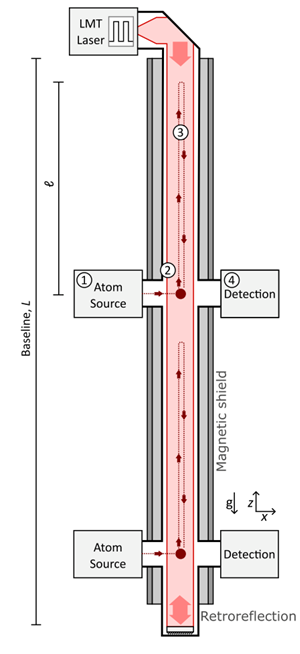 LMT
Laser
3
ℓ
2
1
Atom
Source
4
Detection
Baseline, L
Magnetic shield
g
z
x
Atom
Source
Detection
Retroreflection